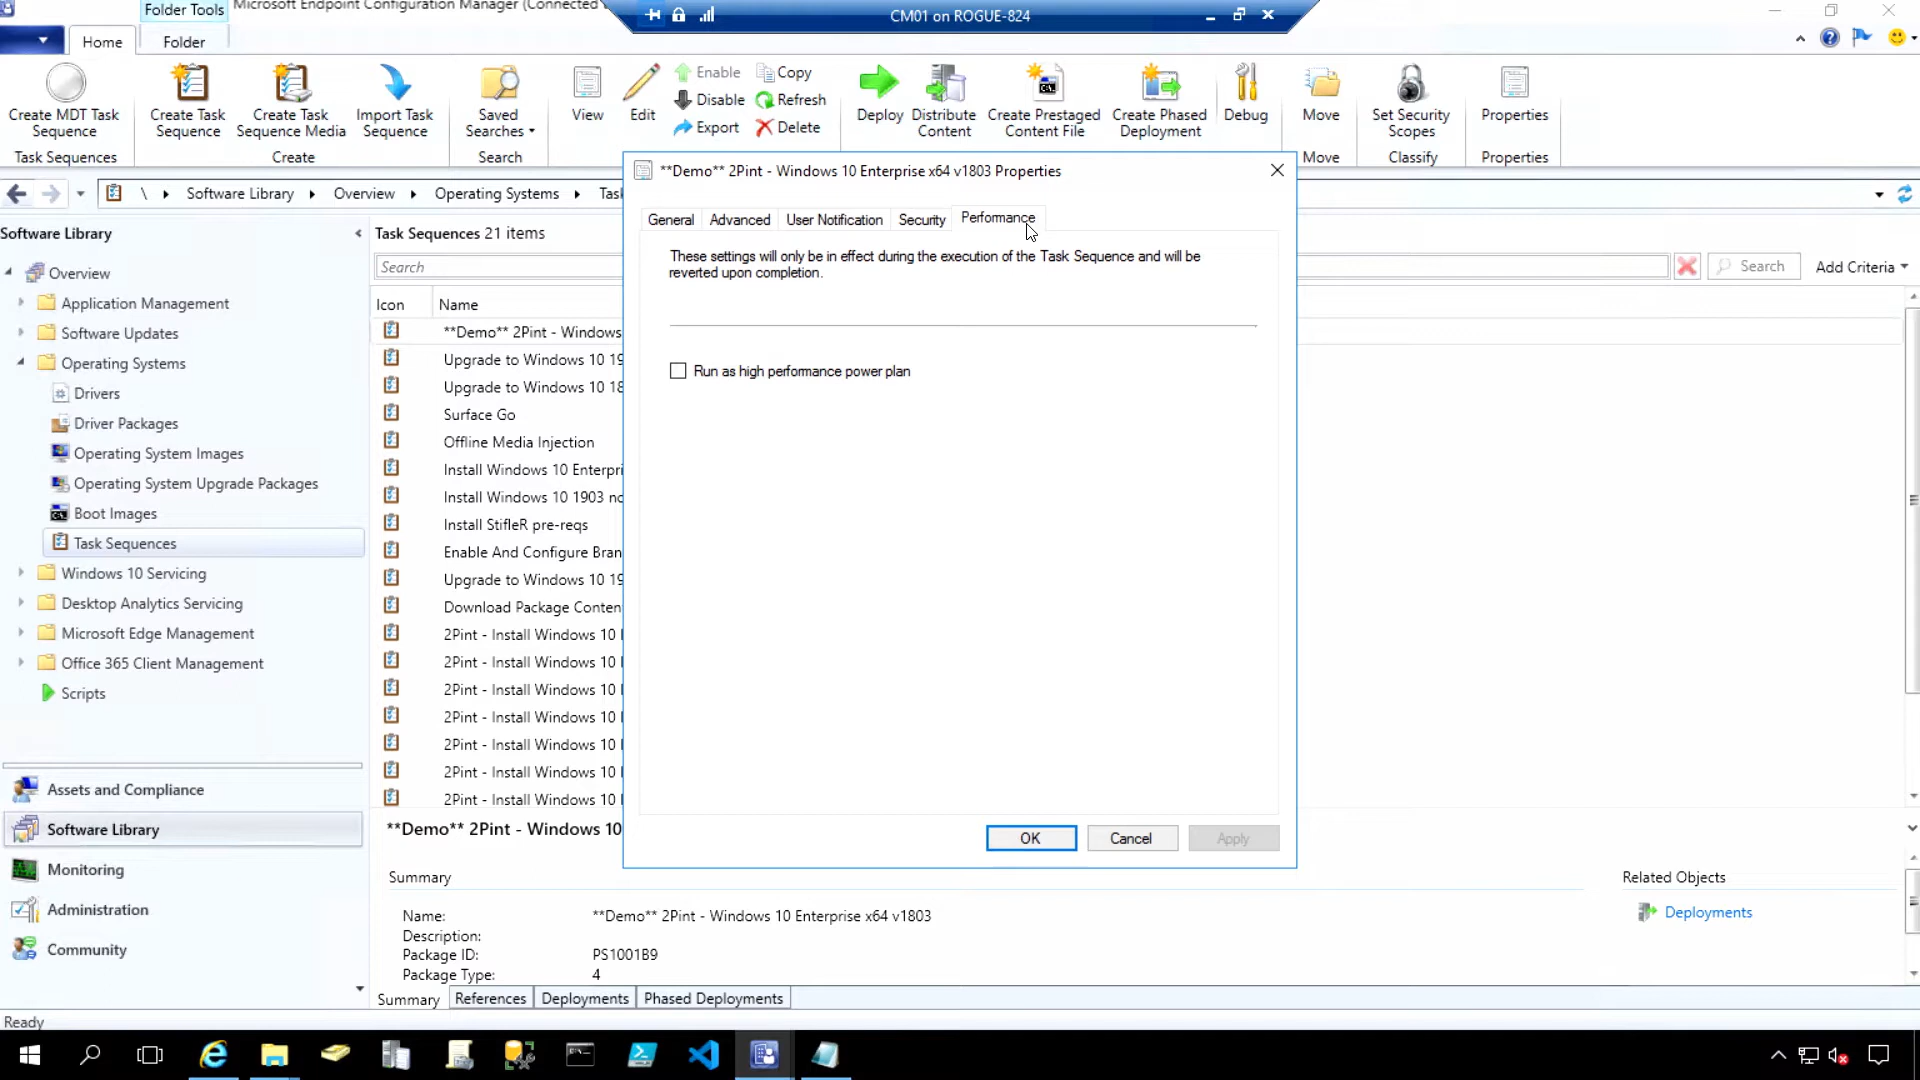 Folder Tools
Microsoft Endpoint Configuration Manager (Connected
CM01 on ROGUE-824
Home
Folder
Create MDT Task
Sequence
Task Sequences
Create Task
Sequence
Create Task
Sequence Media
Import Task
Sequence
Create
Saved
Searches
Search
View
Edit
Enable
Disable
Export
Copy
Refresh
Delete
Deploy
Distribute
Content
Create Prestaged
Content File
Create Phased
Deployment
Debug
Move
Move
Set Security
Scopes
Classify
Properties
Properties
\ Software Library Overview Operating Systems
Software Library
Overview
Application Management
Software Updates
Operating Systems
Drivers
Driver Packages
Operating System Images
Operating System Upgrade Packages
Boot Images
Task Sequences
Windows 10 Servicing
Desktop Analytics Servicing
Microsoft Edge Management
Office 365 Client Management
Scripts
Assets and Compliance
Software Library
Monitoring
Administration
Community
Task Sequences 21 items
Search
Search
Add Criteria
Icon Name
**Demo** 2Pint - Windows
Upgrade to Windows 10 19
Upgrade to Windows 10 18
Surface Go
Offline Media Injection
Install Windows 10 Enterpri
Install Windows 10 1903 no
Install StifleR pre-reqs
Enable And Configure Bran
Upgrade to Windows 10 19
Download Package Conten
2Pint - Install Windows 10
2Pint - Install Windows 10
2Pint - Install Windows 10
2Pint - Install Windows 10
2Pint - Install Windows 10
2Pint - Install Windows 10
2Pint - Install Windows 10
**Demo** 2Pint - Windows 10 Enterprise x64 v1803 Properties
General
Advanced
User Notification
Security
Performance
These settings will only be in effect during the execution of the Task Sequence and will be
reverted upon completion.
Run as high performance power plan
OK
Cancel
Apply
**Demo** 2Pint - Windows 10
Summary
Name: **Demo** 2Pint - Windows 10 Enterprise x64 v1803
Description:
Package ID: PS1001B9
Package Type: 4
Related Objects
Deployments
Summary
References
Deployments
Phased Deployments
Ready